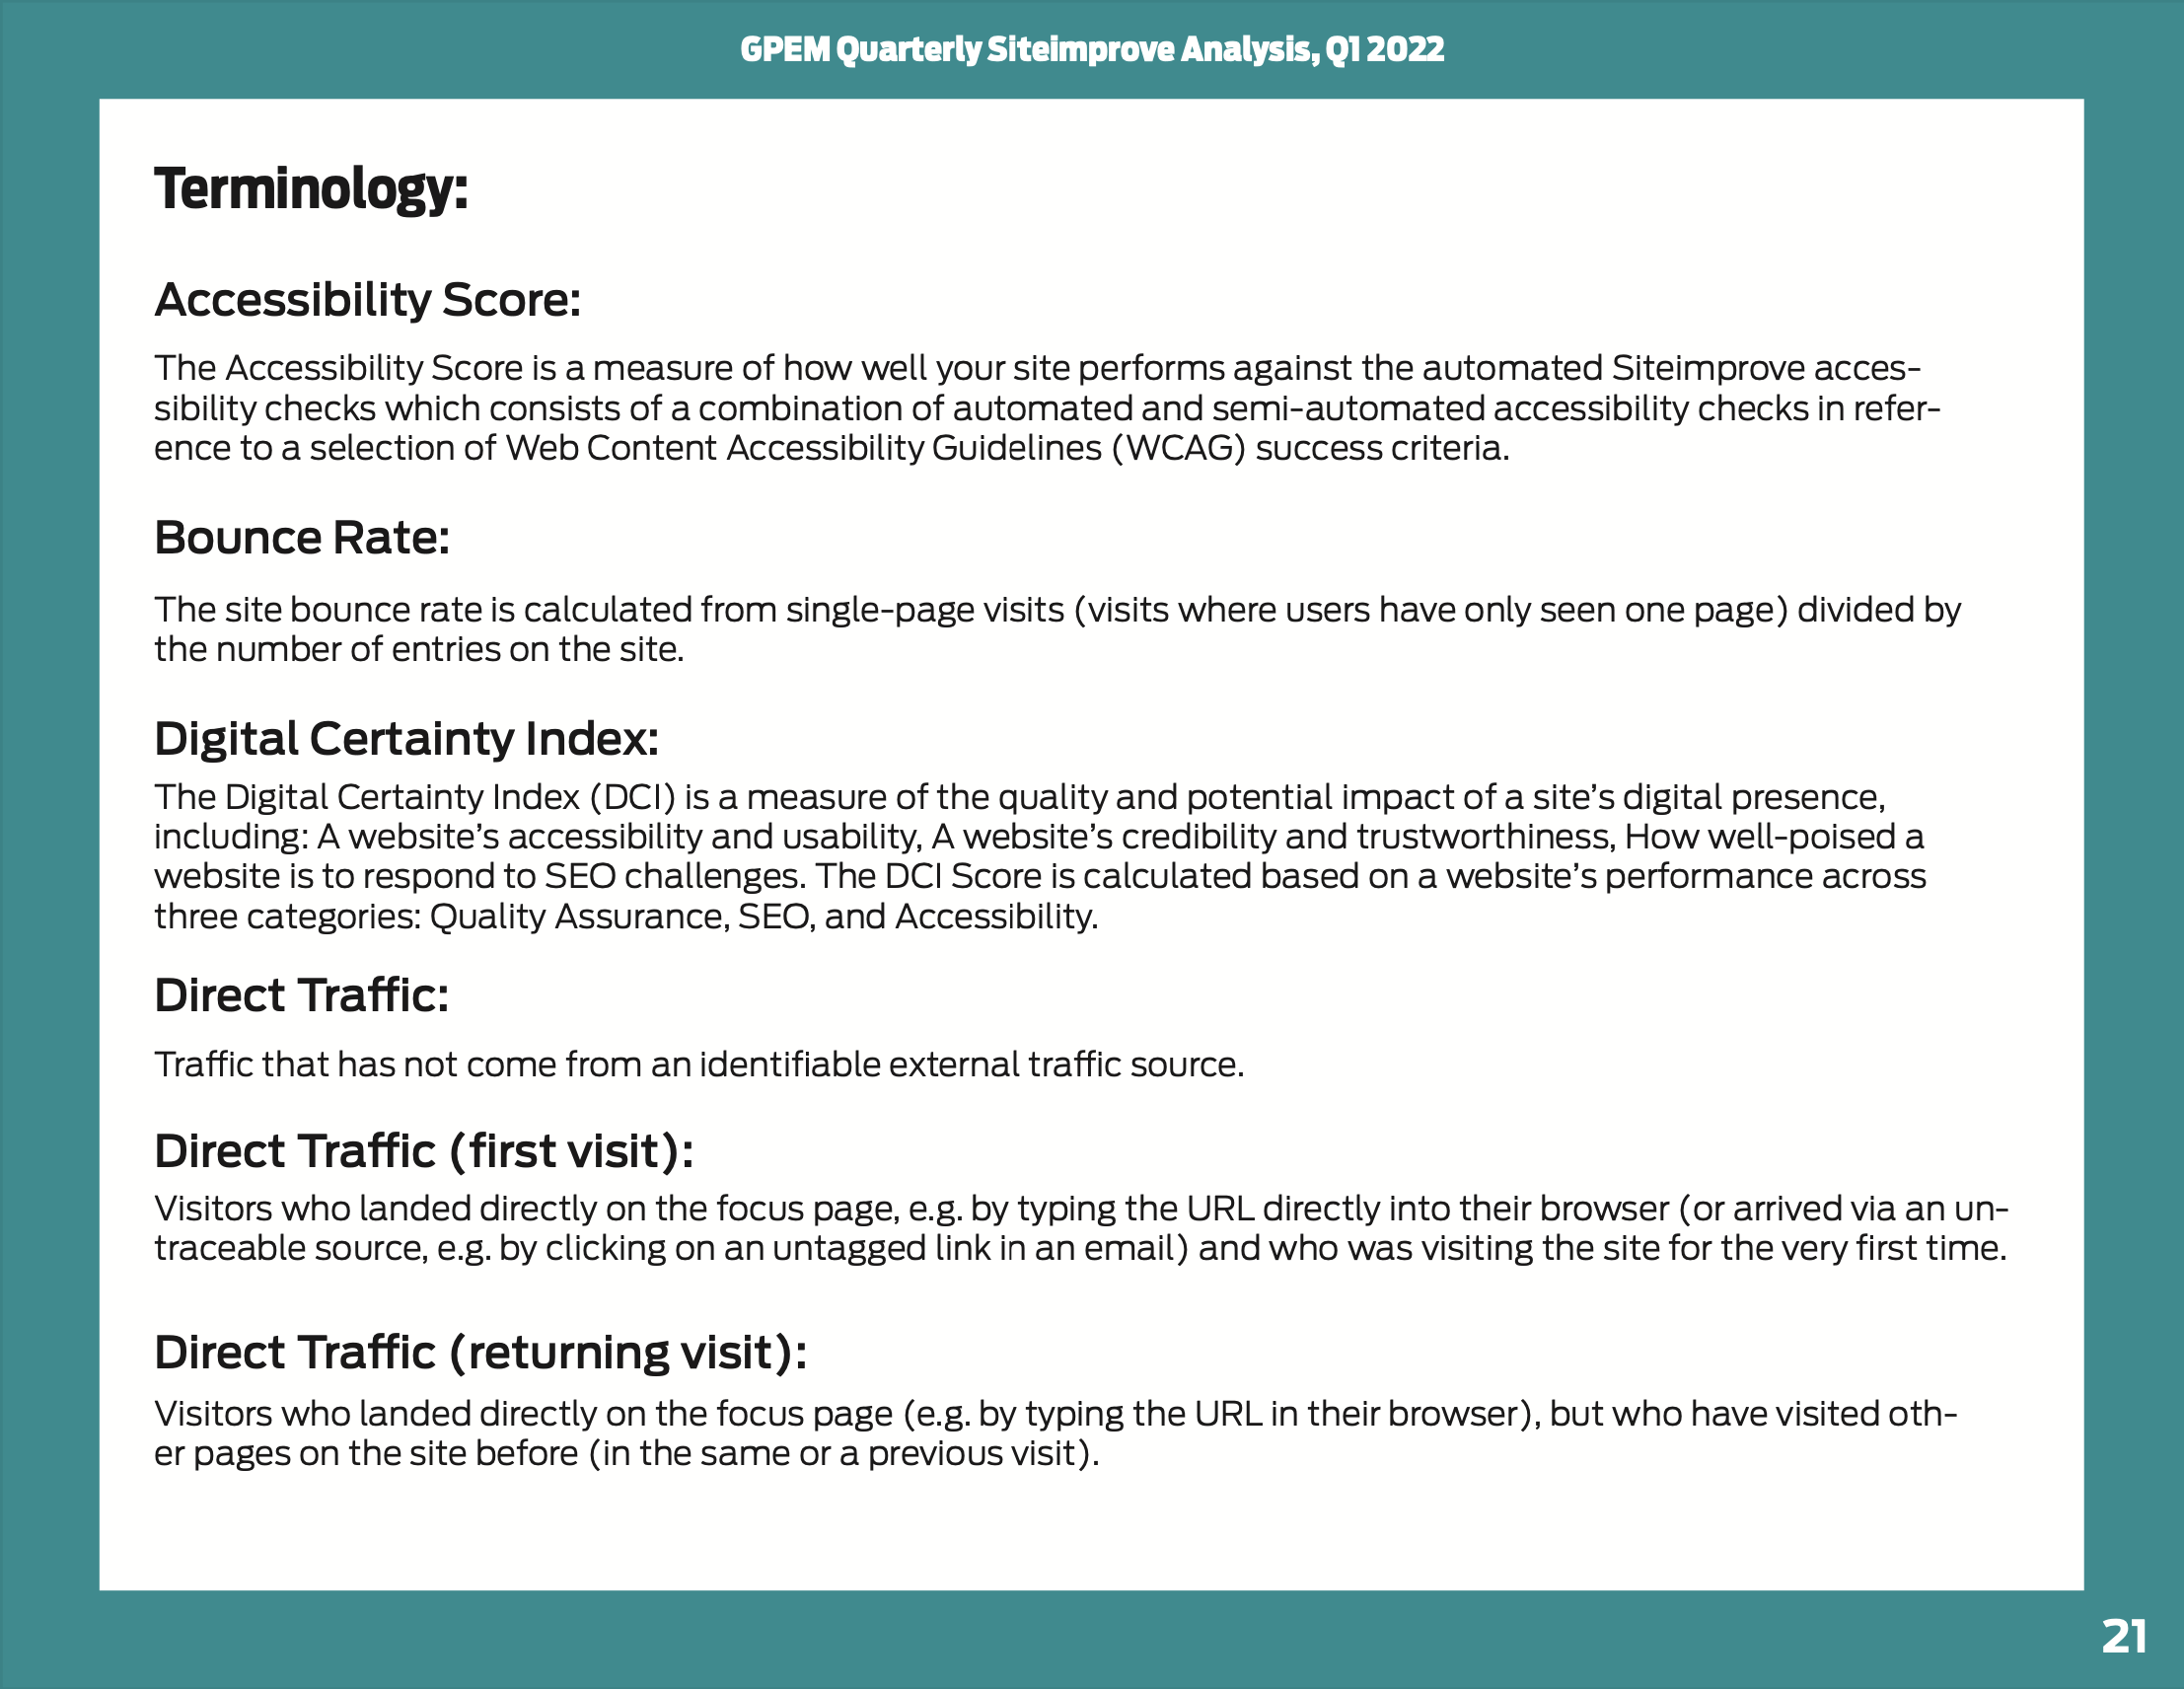 GPEM Quarterly Siteimprove Analysis, Q1 2022
Terminology:
Accessibility Score:
The Accessibility Score is a measure of how well your site performs against the automated Siteimprove acces-
sibility checks which consists of a combination of automated and semi-automated accessibility checks in refer-
ence to a selection of Web Content Accessibility Guidelines (WCAG) success criteria.
Bounce Rate:
The site bounce rate is calculated from single-page visits (visits where users have only seen one page) divided by
the number of entries on the site.
Digital Certainty Index:
The Digital Certainty Index (DCI) is a measure of the quality and potential impact of a site’s digital presence,
including: A website’s accessibility and usability, A website’s credibility and trustworthiness, How well-poised a
website is to respond to SEO challenges. The DCI Score is calculated based on a website’s performance across
three categories: Quality Assurance, SEO, and Accessibility.
Direct Traffic:
Traffic that has not come from an identifiable external traffic source.
Direct Traffic (first visit):
Visitors who landed directly on the focus page, e.g. by typing the URL directly into their browser (or arrived via an un-
traceable source, e.g. by clicking on an untagged link in an email) and who was visiting the site for the very first time.
Direct Traffic (returning visit):
Visitors who landed directly on the focus page (e.g. by typing the URL in their browser), but who have visited oth-
er pages on the site before (in the same or a previous visit).
21